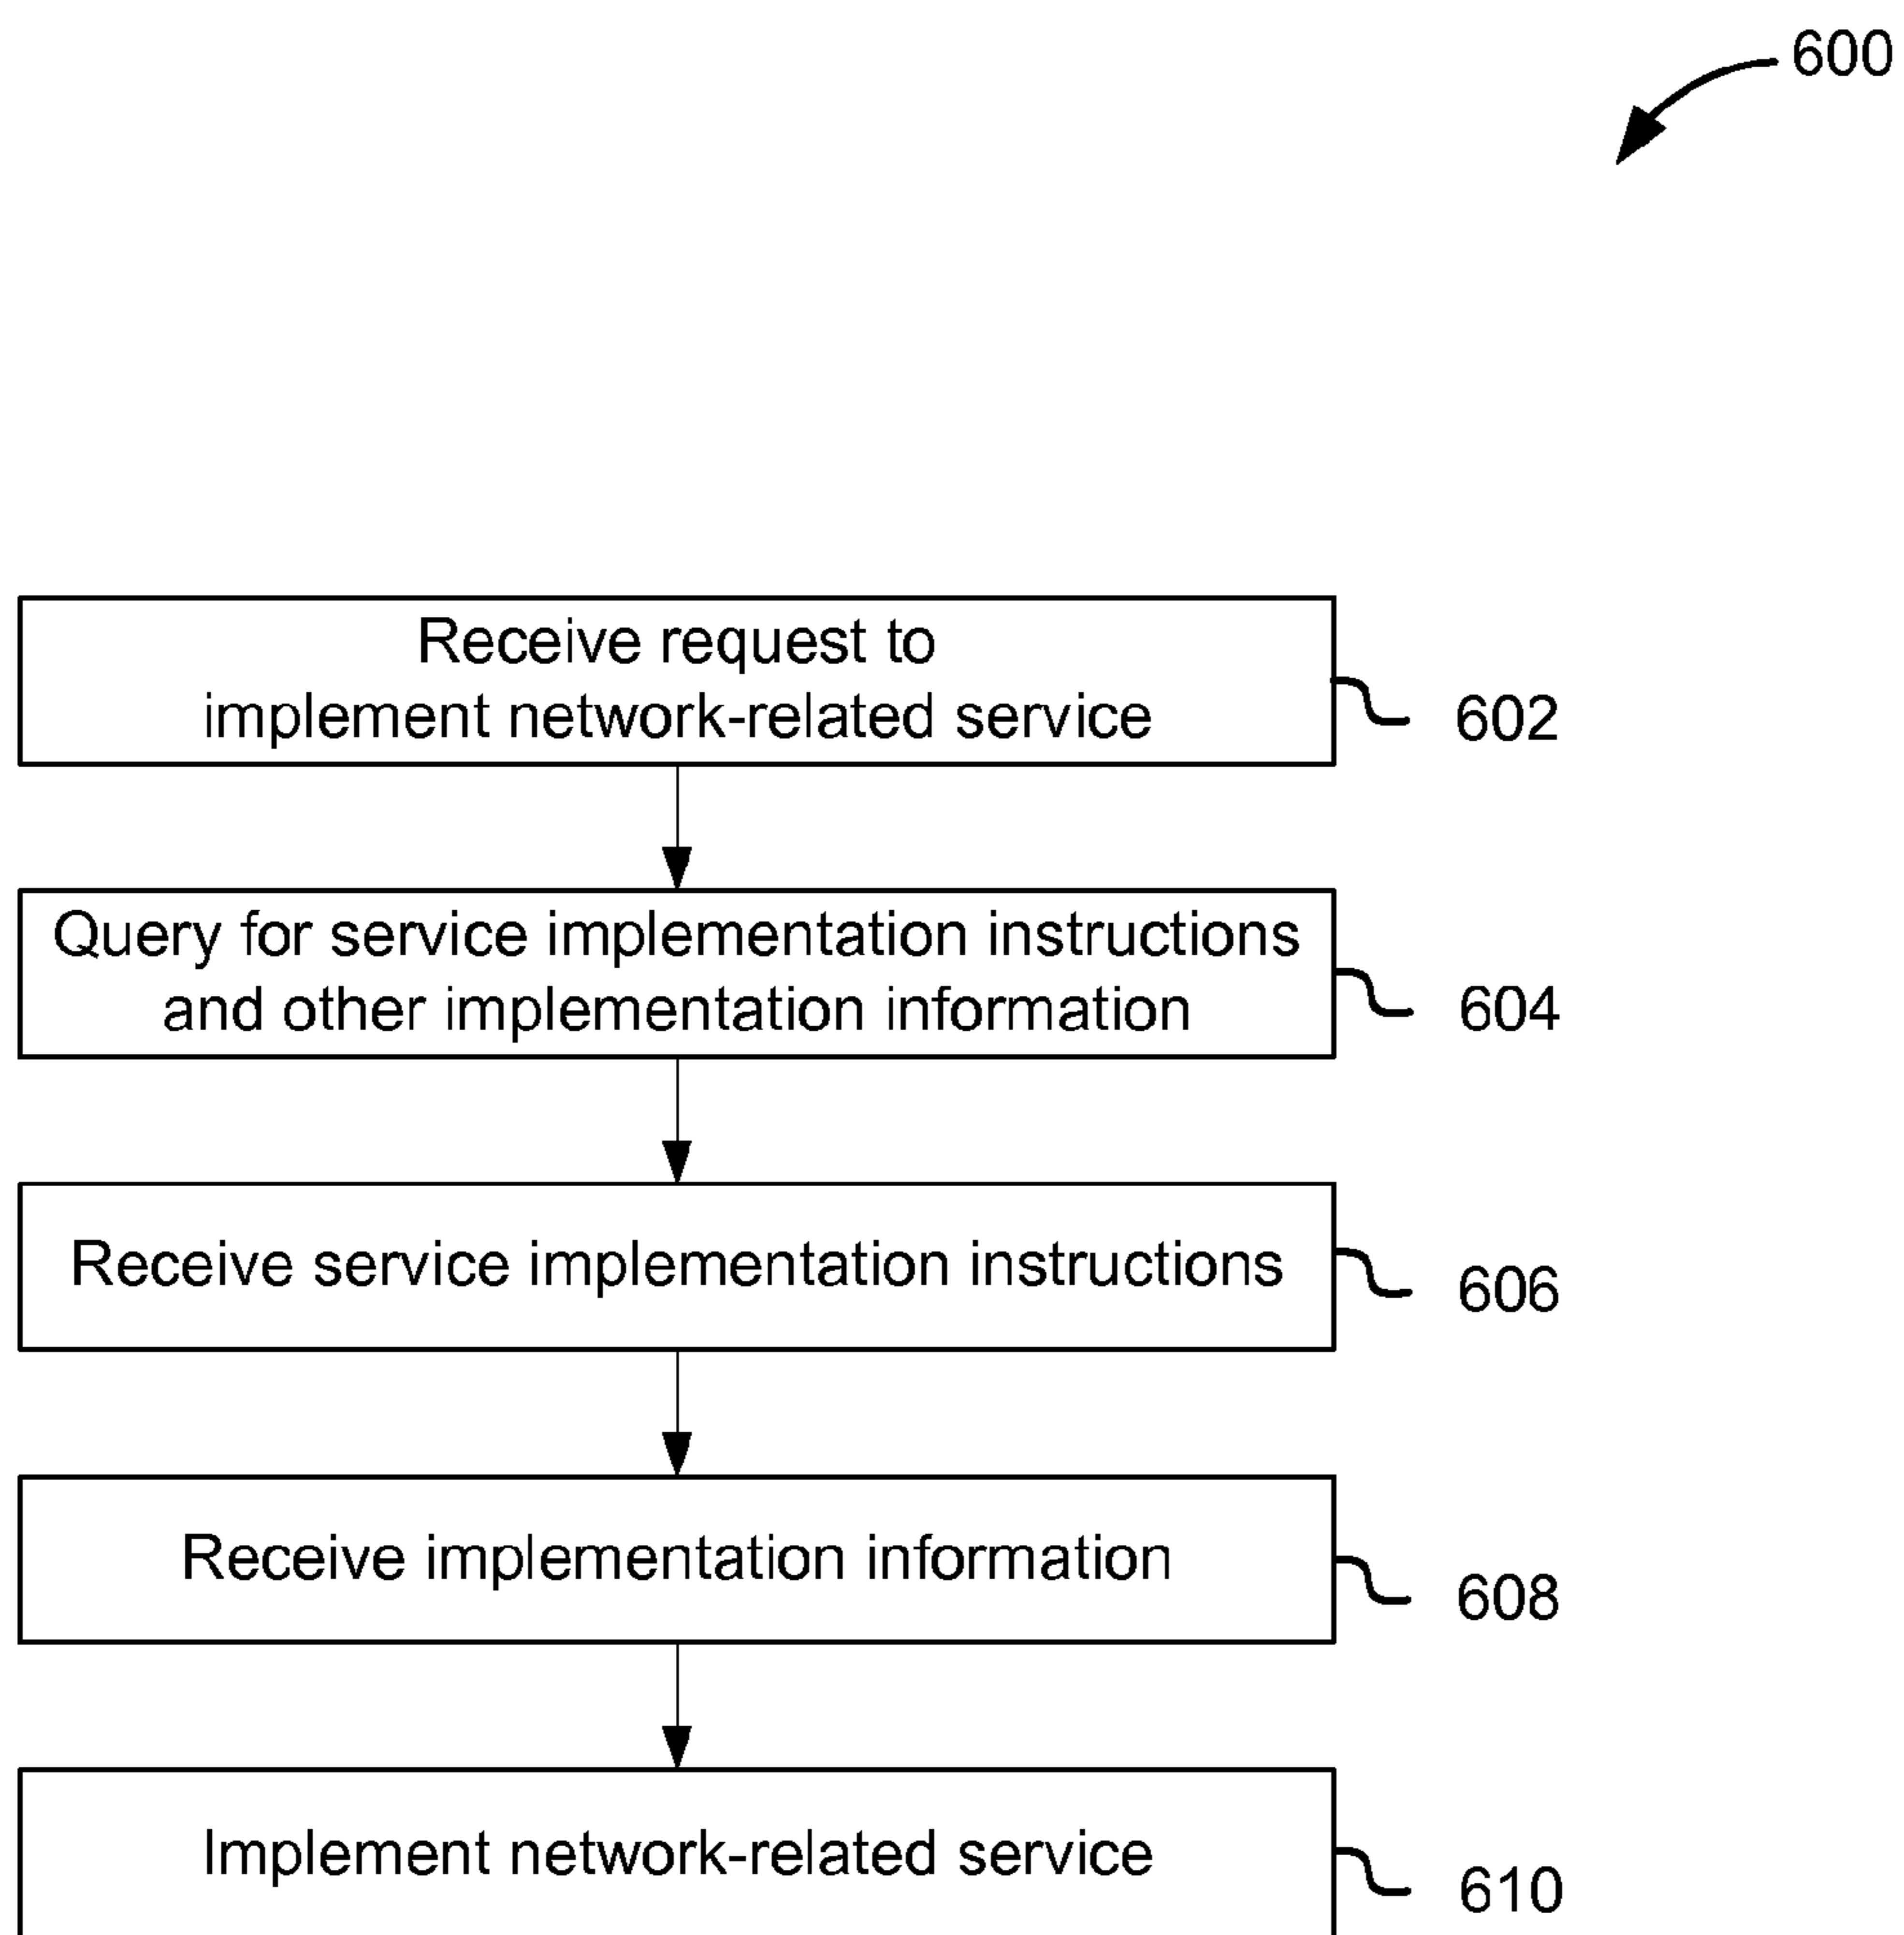 600
Receive request to
implement network-related service
602
Query for service implementation instructions
and other implementation information
604
Receive service implementation instructions
606
Receive implementation information
608
Implement network-related service
610